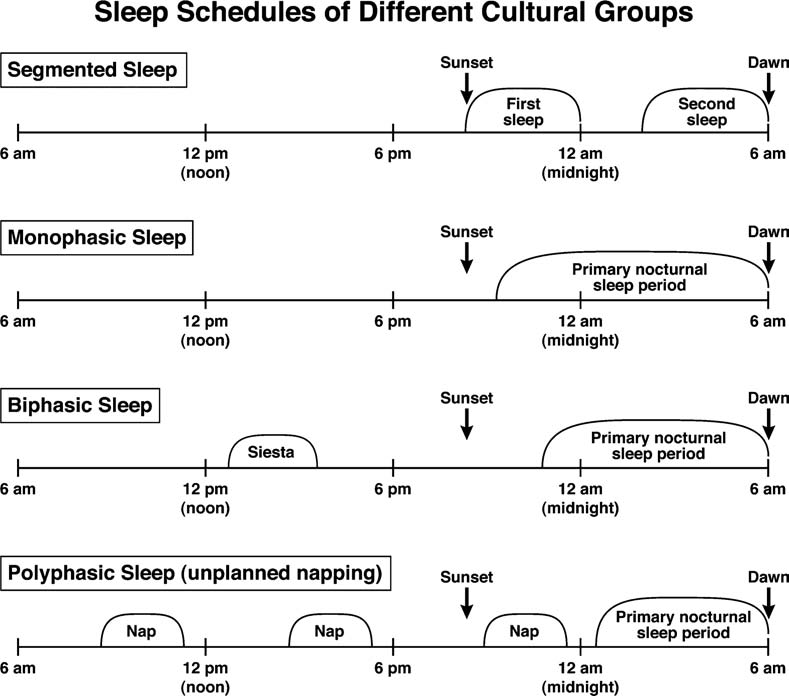 Sleep Schedules of Different Cultural Groups
Segmented Sleep
Sunset
Dawn
First
sleep
Second
sleep
6 am
12 pm
(noon)
6 pm
12 am
(midnight)
6 am
Monophasic Sleep
Sunset
Dawn
Primary nocturnal
sleep period
6 am
12 pm
(noon)
6 pm
12 am
(midnight)
6 am
Biphasic Sleep
Sunset
Dawn
Siesta
Primary nocturnal
sleep period
6 am
12 pm
(noon)
6 pm
12 am
(midnight)
6 am
Polyphasic Sleep (unplanned napping)
Sunset
Dawn
Nap
Nap
Nap
Primary nocturnal
sleep period
6 am
12 pm
(noon)
6 pm
12 am
(midnight)
6 am